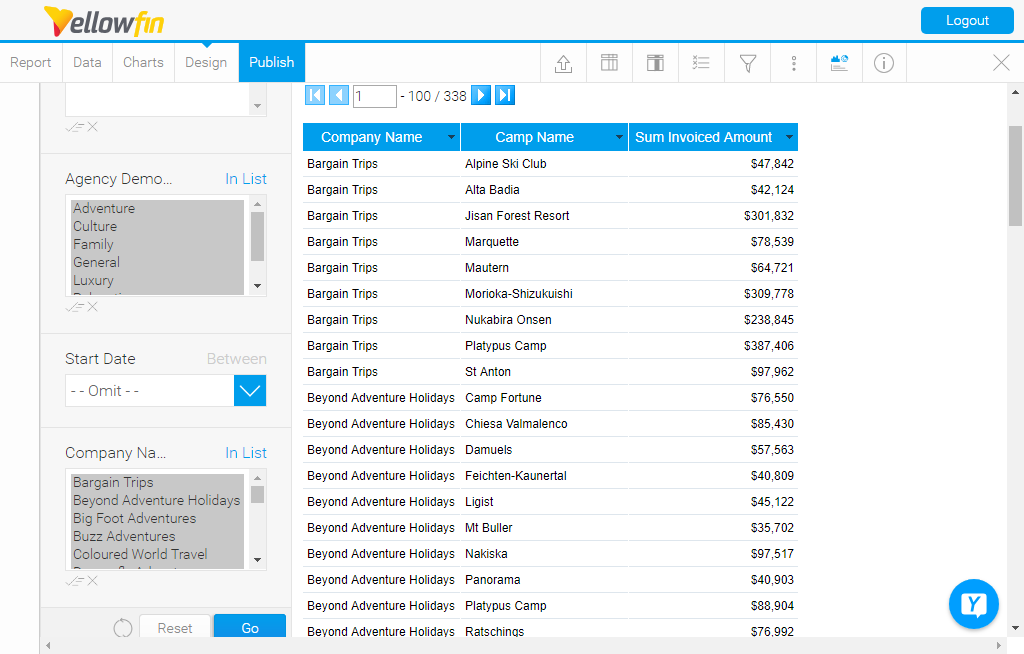 Yellowfin
Logout
Report Data Charts Design Publish
1 - 100 / 338
Agency Demo... In List
Adventure
Culture
Family
General
Luxury
Start Date Between
- - Omit - -
Company Na... In List
Bargain Trips
Beyond Adventure Holidays
Big Foot Adventures
Buzz Adventures
Coloured World Travel
Reset Go
Company Name Camp Name Sum Invoiced Amount
Bargain Trips Alpine Ski Club $47,842
Bargain Trips Alta Badia $42,124
Bargain Trips Jisan Forest Resort $301,832
Bargain Trips Marquette $78,539
Bargain Trips Mautern $64,721
Bargain Trips Morioka-Shizukuishi $309,778
Bargain Trips Nukabira Onsen $238,845
Bargain Trips Platypus Camp $387,406
Bargain Trips St Anton $97,962
Beyond Adventure Holidays Camp Fortune $76,550
Beyond Adventure Holidays Chiesa Valmalenco $85,430
Beyond Adventure Holidays Damuels $57,563
Beyond Adventure Holidays Feichten-Kaunertal $40,809
Beyond Adventure Holidays Ligist $45,122
Beyond Adventure Holidays Mt Buller $35,702
Beyond Adventure Holidays Nakiska $97,517
Beyond Adventure Holidays Panorama $40,903
Beyond Adventure Holidays Platypus Camp $88,904
Beyond Adventure Holidays Ratschings $76,992
Y